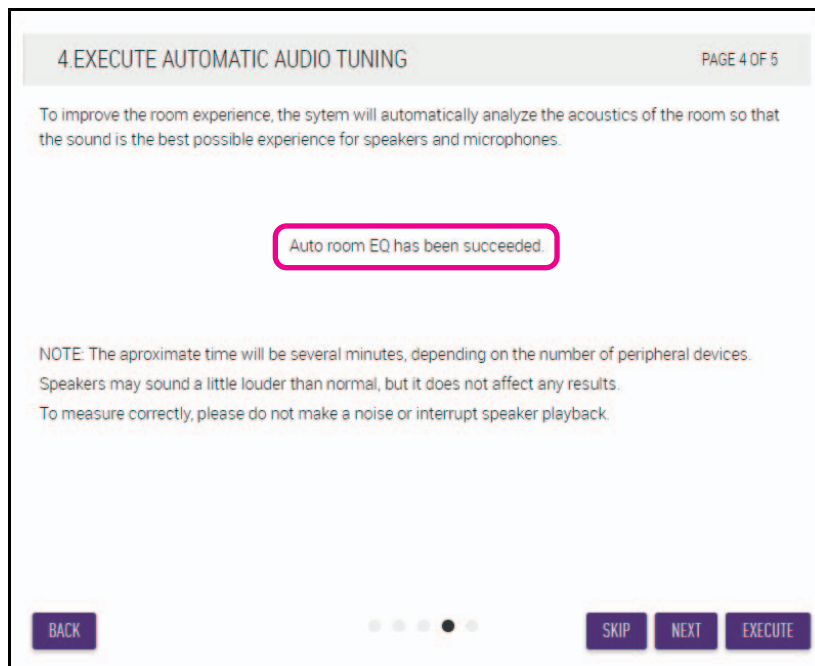 4.EXECUTE AUTOMATIC AUDIO TUNING
PAGE 4 OF 5
To improve the room experience, the sytem will automatically analyze the acoustics of the room so that
the sound is the best possible experience for speakers and microphones.
Auto room EQ has been succeeded.
NOTE: The aproximate time will be several minutes, depending on the number of peripheral devices.
Speakers may sound a little louder than normal, but it does not affect any results.
To measure correctly, please do not make a noise or interrupt speaker playback.
BACK
SKIP
NEXT
EXECUTE